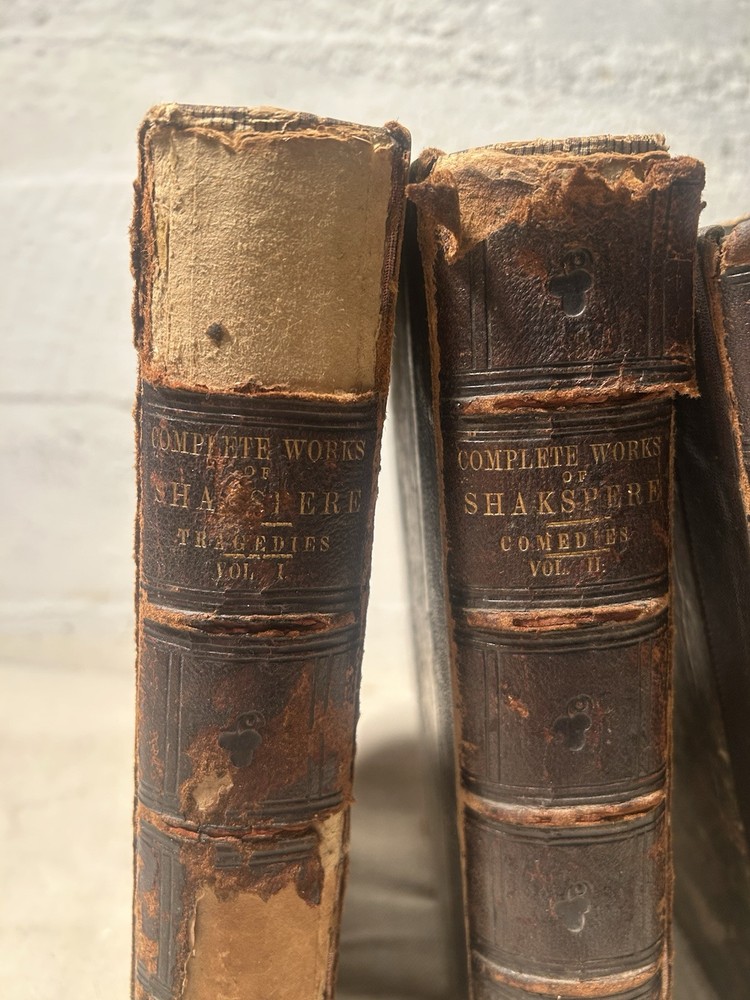 COMPLETE WORKS
OF
SHAKSPERE
TRAGEDIES
VOL I
COMPLETE WORKS
OF
SHAKSPERE
COMEDIES
VOL II.